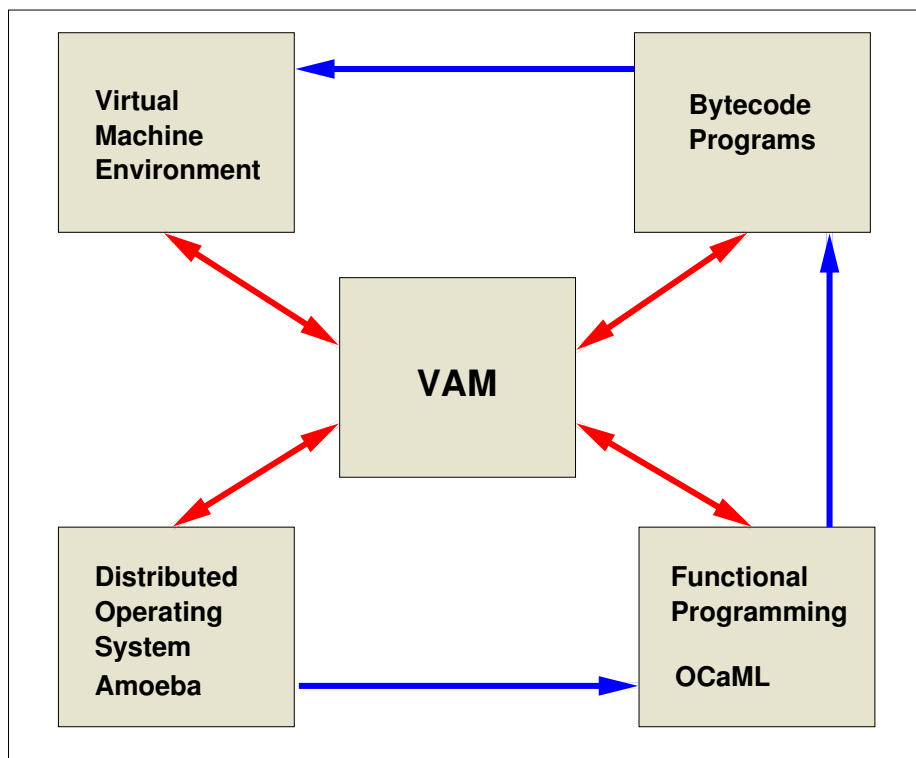 Virtual
Machine
Environment
Bytecode
Programs
VAM
Distributed
Operating
System
Amoeba
Functional
Programming
OCaML